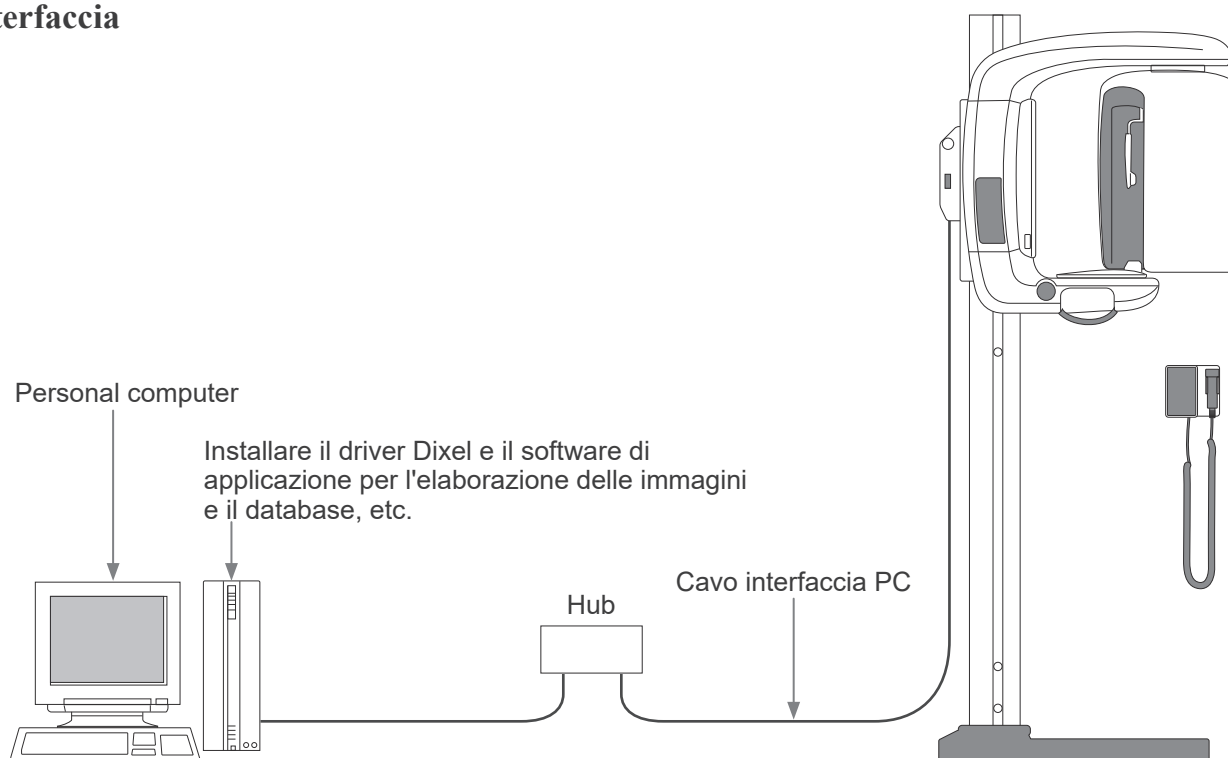 terfaccia
Personal computer
Installare il driver Dixel e il software di
applicazione per l'elaborazione delle immagini
e il database, etc.
Hub
Cavo interfaccia PC